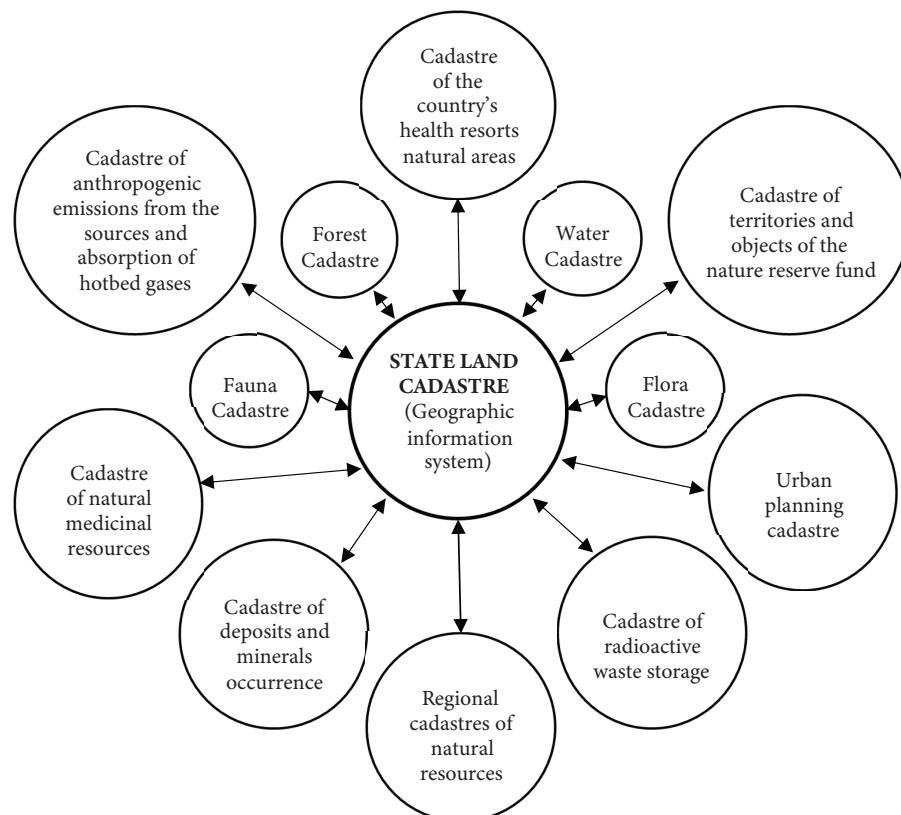 Cadastre
of the
country's
health resorts
natural areas
Cadastre of
anthropogenic
emissions from the
sources and
absorption of
hotbed gases
Forest
Cadastre
Water
Cadastre
Cadastre of
territories and
objects of the
nature reserve fund
Fauna
Cadastre
STATE LAND
CADASTRE
(Geographic
information
system)
Flora
Cadastre
Cadastre
of natural
medicinal
resources
Urban
planning
cadastre
Cadastre of
deposits and
minerals
occurrence
Cadastre of
radioactive
waste storage
Regional
cadastres of
natural
resources